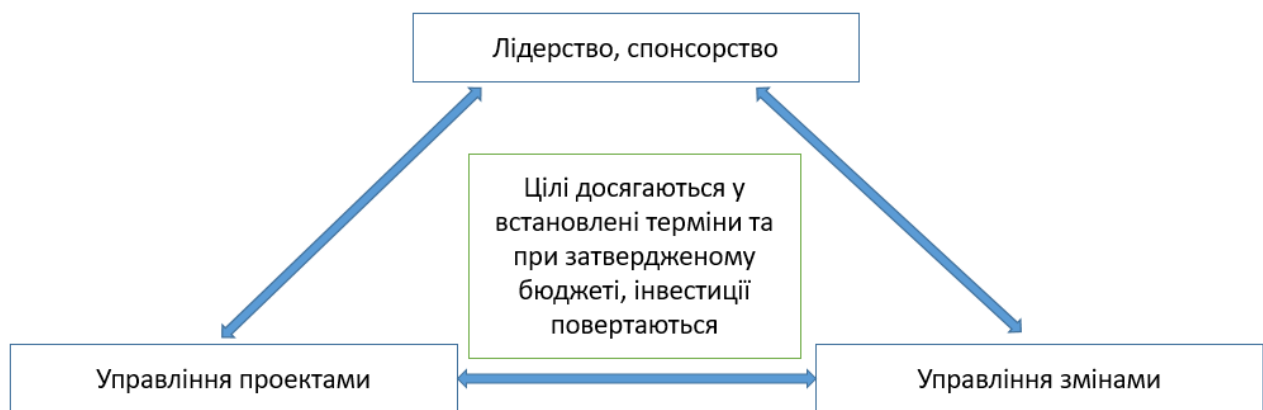 Лідерство, спонсорство
Цілі досягаються у
встановлені терміни та
при затвердженому
бюджеті, інвестиції
повертаються
Управління проектами
Управління змінами